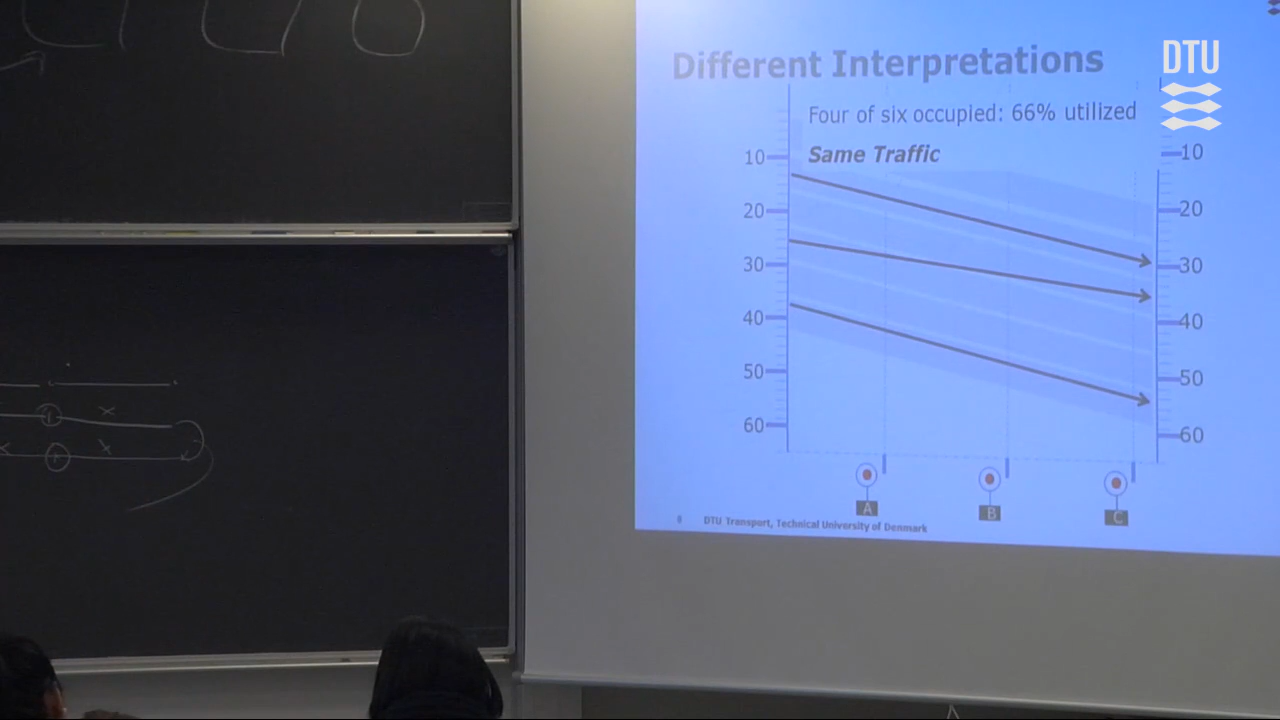 Different Interpretations
DTU
Four of six occupied: 66% utilized
Same Traffic
10
20
30
40
50
60
10
20
30
40
50
60
A
B
C
DTU Transport, Technical University of Denmark